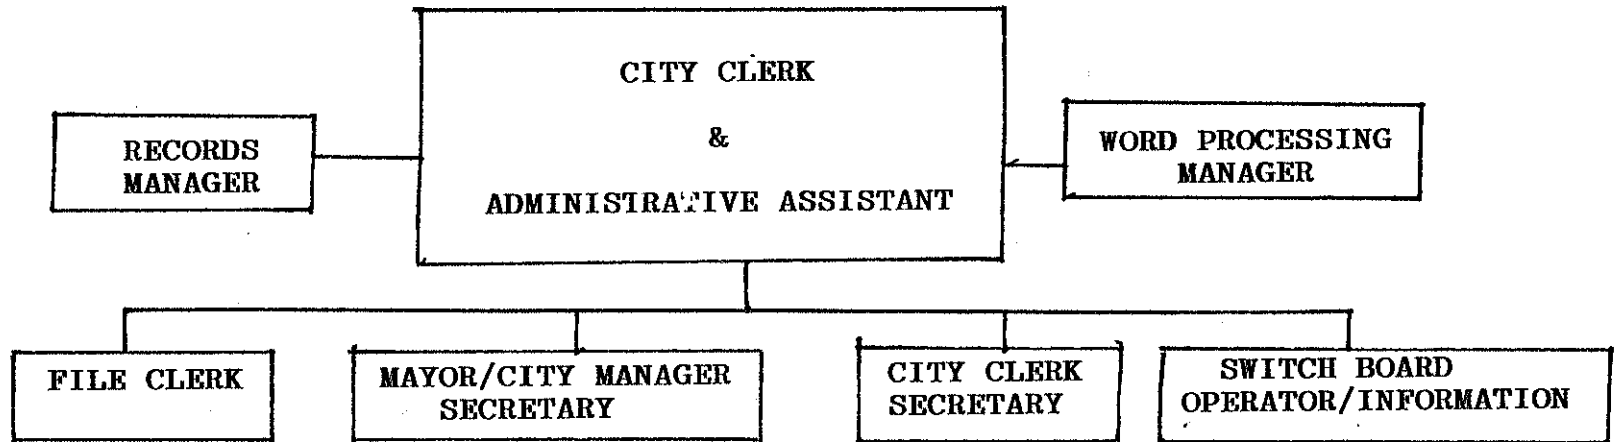 CITY CLERK
&
ADMINISTRATIVE ASSISTANT
RECORDS
MANAGER
WORD PROCESSING
MANAGER
FILE CLERK
MAYOR/CITY MANAGER
SECRETARY
CITY CLERK
SECRETARY
SWITCH BOARD
OPERATOR/INFORMATION